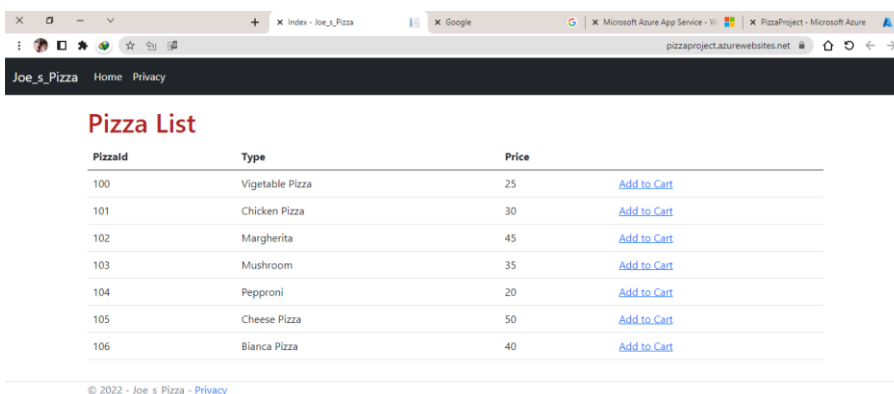 Index - Joe_s_Pizza
Google
Microsoft Azure App Service - 
PizzaProject - Microsoft Azure
pizzaproject.azurewebsites.net
Joe_s_Pizza Home Privacy
Pizza List
PizzaId Type Price
100 Vigetable Pizza 25 Add to Cart
101 Chicken Pizza 30 Add to Cart
102 Margherita 45 Add to Cart
103 Mushroom 35 Add to Cart
104 Pepproni 20 Add to Cart
105 Cheese Pizza 50 Add to Cart
106 Bianca Pizza 40 Add to Cart
© 2022 - Joe_s_Pizza - Privacy